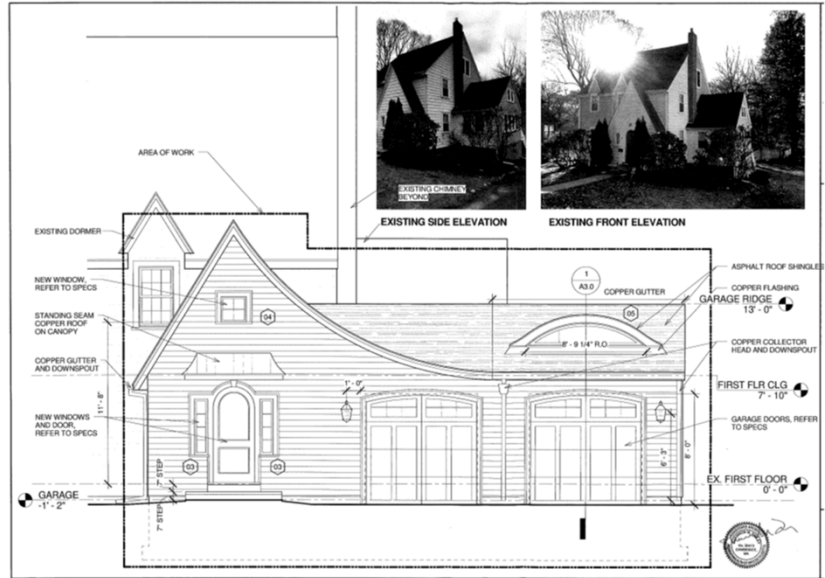 EXISTING CHIMNEY
BEYOND
EXISTING SIDE ELEVATION
EXISTING FRONT ELEVATION
AREA OF WORK
EXISTING DORMER
NEW WINDOW,
REFER TO SPECS
STANDING SEAM
COPPER ROOF
ON CANOPY
COPPER GUTTER
AND DOWNSPOUT
NEW WINDOWS
AND DOOR,
REFER TO SPECS
GARAGE
-1' - 2"
11' - 8"
7" STEP
7" STEP
03
03
04
1' - 0"
1
A3.0
COPPER GUTTER
05
8' - 9 1/4" R.O.
6' - 3"
8' - 0"
ASPHALT ROOF SHINGLES
COPPER FLASHING
GARAGE RIDGE
13' - 0"
COPPER COLLECTOR
HEAD AND DOWNSPOUT
FIRST FLR CLG
7' - 10"
GARAGE DOORS, REFER
TO SPECS
EX. FIRST FLOOR
0' - 0"